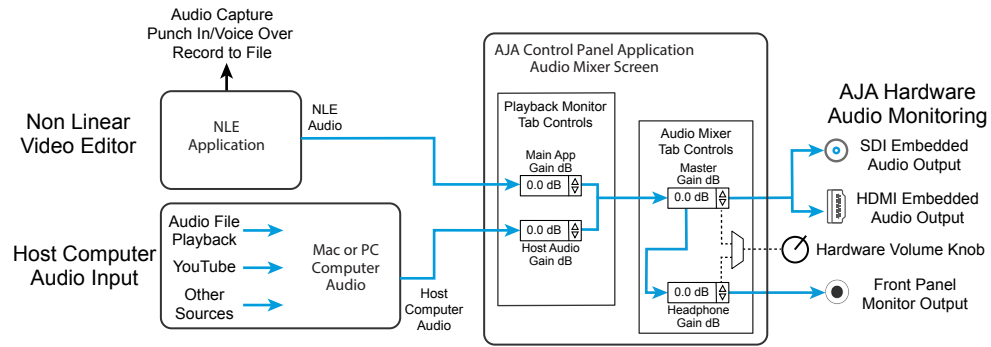 Audio Capture
Punch In/Voice Over
Record to File
Non Linear
Video Editor
NLE
Application
NLE
Audio
Host Computer
Audio Input
Audio File
Playback
YouTube
Other
Sources
Mac or PC
Computer
Audio
Host
Computer
Audio
AJA Control Panel Application
Audio Mixer Screen
Playback Monitor
Tab Controls
Main App
Gain dB
0.0 dB
0.0 dB
Host Audio
Gain dB
Audio Mixer
Tab Controls
Master
Gain dB
0.0 dB
0.0 dB
Headphone
Gain dB
AJA Hardware
Audio Monitoring
SDI Embedded
Audio Output
HDMI Embedded
Audio Output
Hardware Volume Knob
Front Panel
Monitor Output